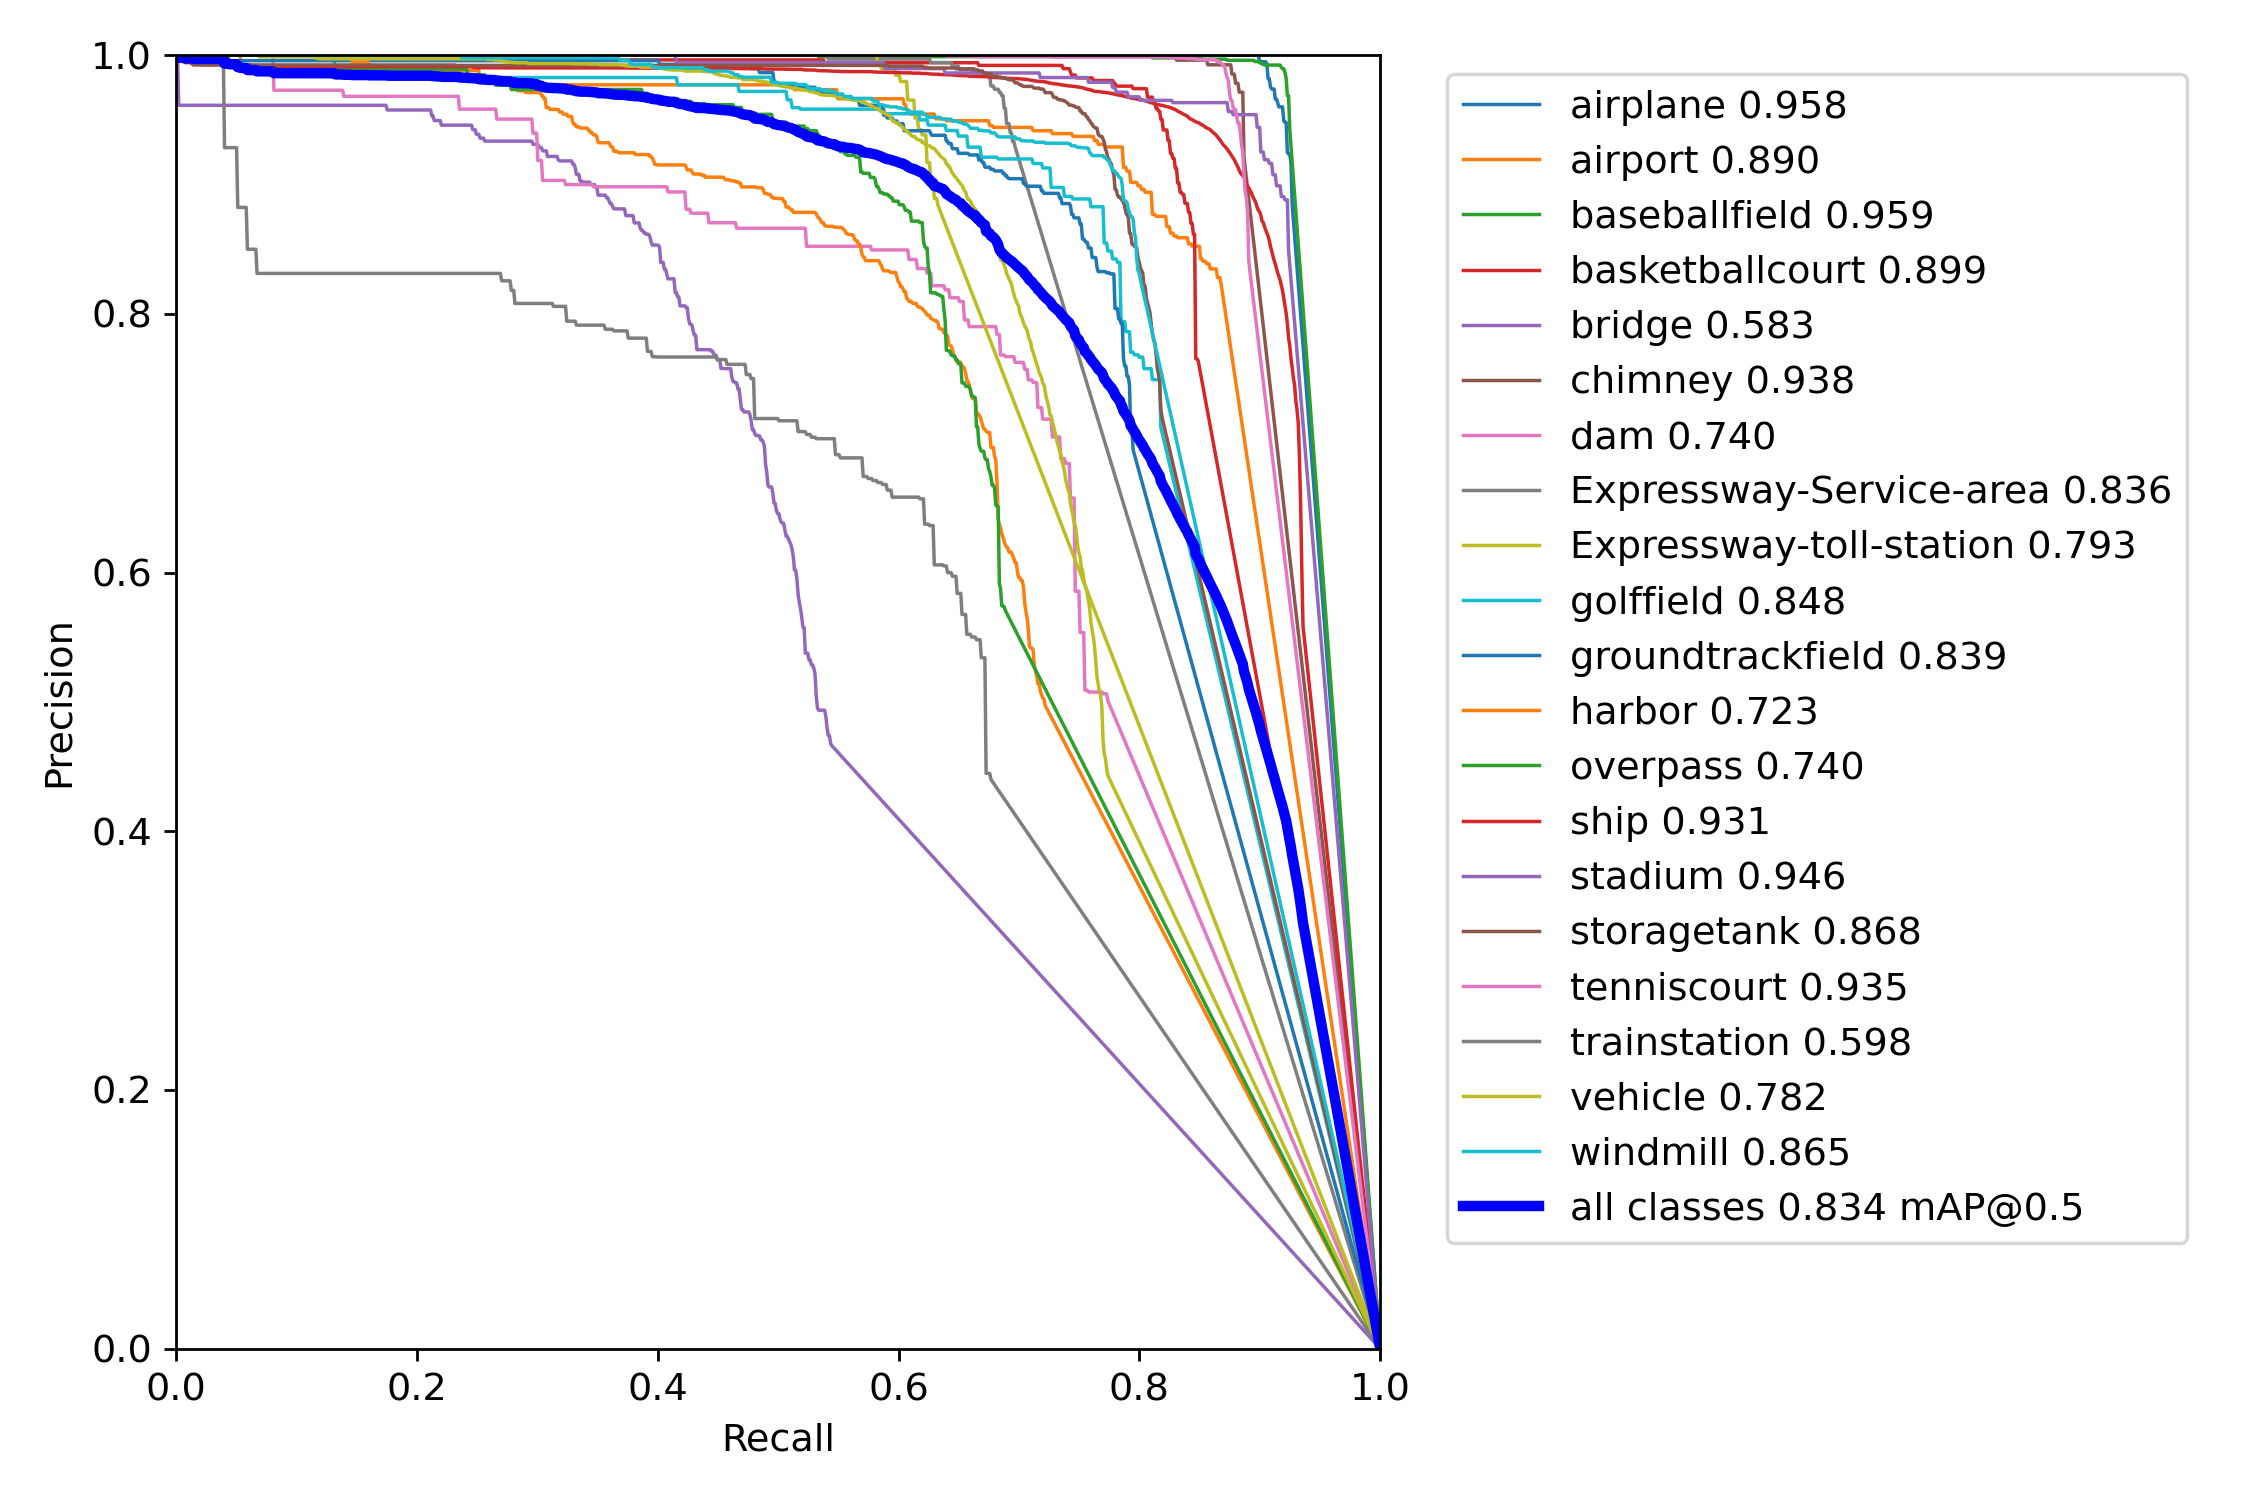 1.0
0.8
0.6
0.4
0.2
0.0
Precision
0.0 0.2 0.4 0.6 0.8 1.0
Recall
airplane 0.958
airport 0.890
baseballfield 0.959
basketballcourt 0.899
bridge 0.583
chimney 0.938
dam 0.740
Expressway-Service-area 0.836
Expressway-toll-station 0.793
golffield 0.848
groundtrackfield 0.839
harbor 0.723
overpass 0.740
ship 0.931
stadium 0.946
storagetank 0.868
tenniscourt 0.935
trainstation 0.598
vehicle 0.782
windmill 0.865
all classes 0.834 mAP@0.5